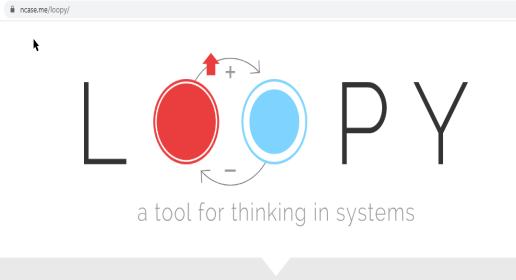 ncase.me/loopy/
+
LOOPY
–
a tool for thinking in systems